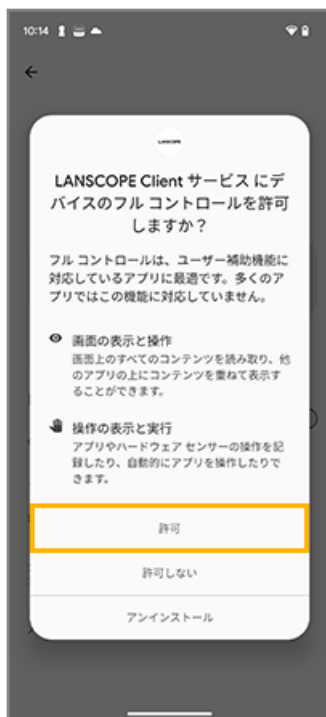 10:14
LANSCOPE
LANSCOPE Client サービス にデ
バイスのフル コントロールを許可
しますか？
フル コントロールは、ユーザー補助機能に
対応しているアプリに最適です。多くのア
プリではこの機能に対応していません。
画面の表示と操作
画面上のすべてのコンテンツを読み取り、他
のアプリの上にコンテンツを重ねて表示す
ることができます。
操作の表示と実行
アプリやハードウェア センサーの操作を記
録したり、自動的にアプリを操作したりで
きます。
許可
許可しない
アンインストール